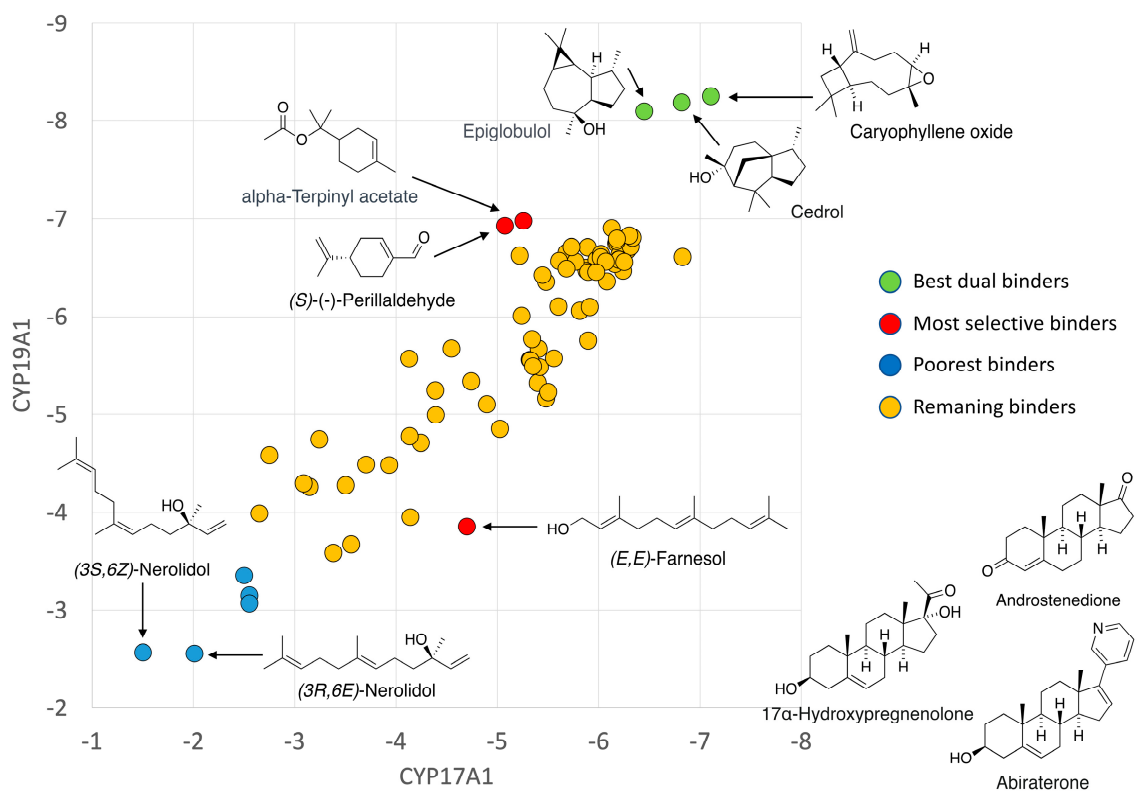 -9
-8
-7
-6
-5
-4
-3
-2
CYP19A1
-1
-2
-3
-4
-5
-6
-7
-8
CYP17A1
H
OH
Epiglobulol
H
H
O
H
Caryophyllene oxide
HO
H
Cedrol
O
O
alpha-Terpinyl acetate
O
(S)-(-)-Perillaldehyde
Best dual binders
Most selective binders
Poorest binders
Remaning binders
HO
(3S,6Z)-Nerolidol
HO
(E,E)-Farnesol
HO
(3R,6E)-Nerolidol
O
H
H
H
O
Androstenedione
O
OH
H
H
H
HO
17α-Hydroxypregnenolone
N
H
H
H
HO
Abiraterone